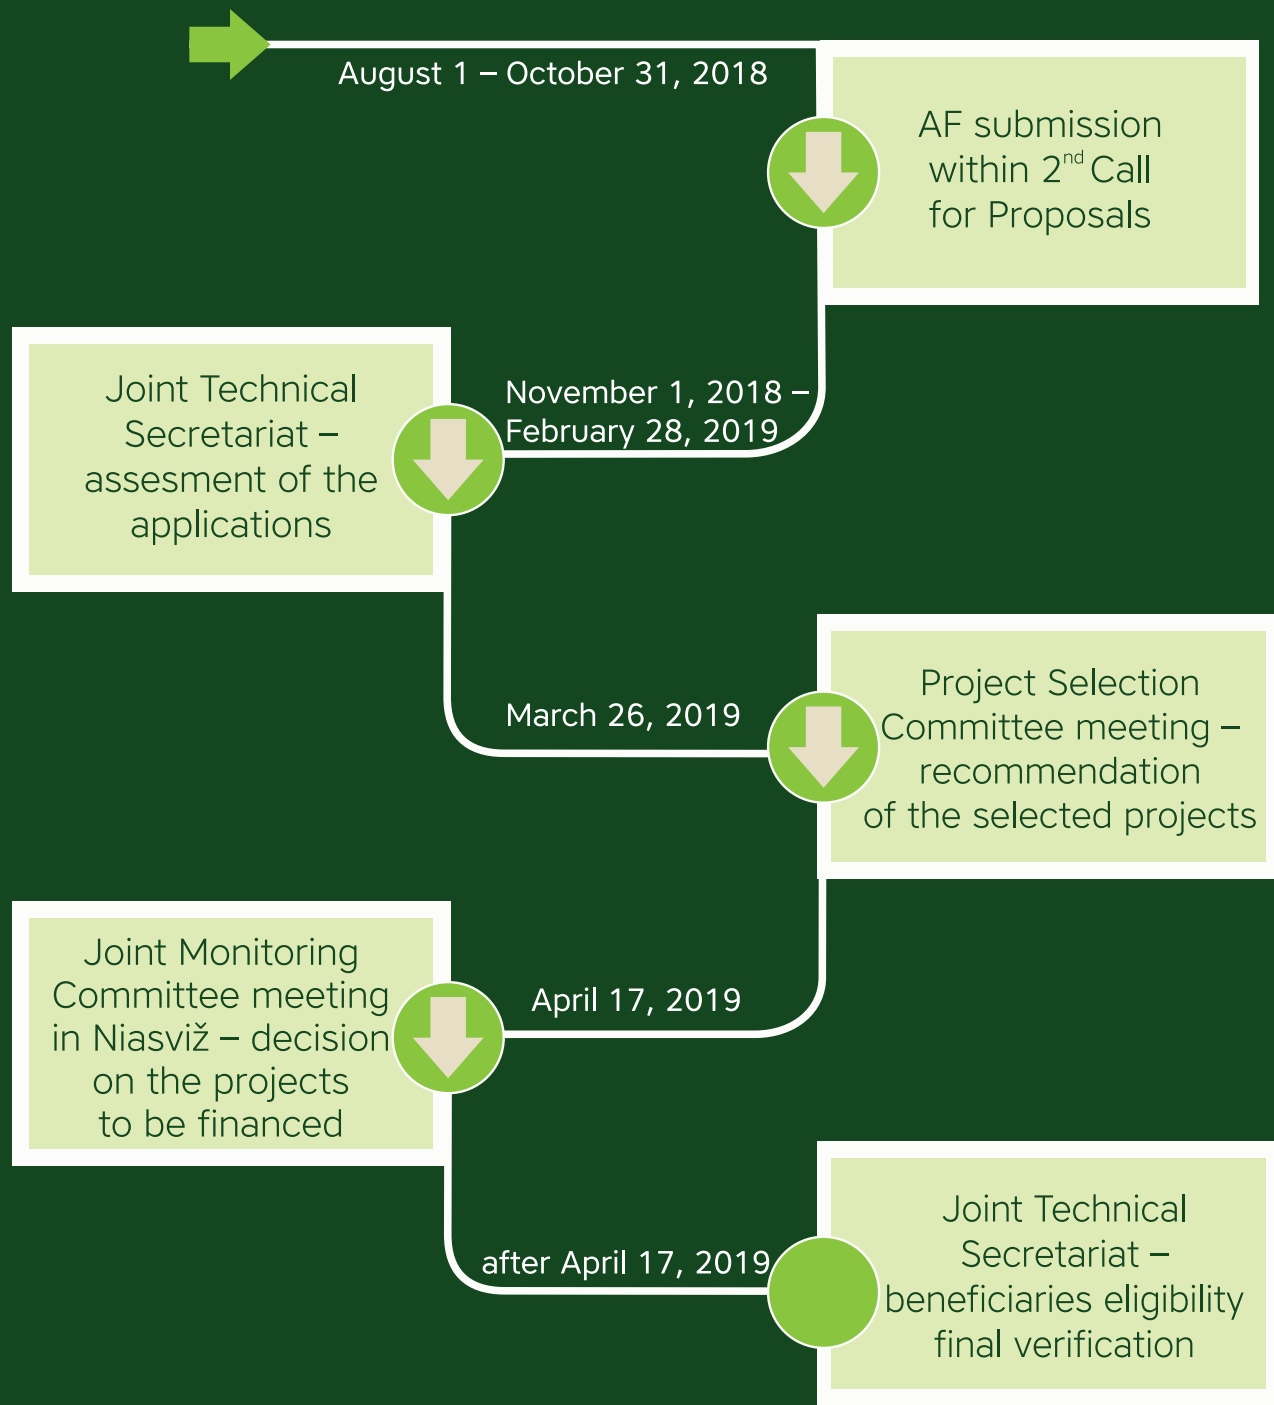 August 1 – October 31, 2018
AF submission
within 2nd Call
for Proposals
November 1, 2018 –
February 28, 2019
Joint Technical
Secretariat –
assesment of the
applications
March 26, 2019
Project Selection
Committee meeting –
recommendation
of the selected projects
April 17, 2019
Joint Monitoring
Committee meeting
in Niasviž – decision
on the projects
to be financed
after April 17, 2019
Joint Technical
Secretariat –
beneficiaries eligibility
final verification